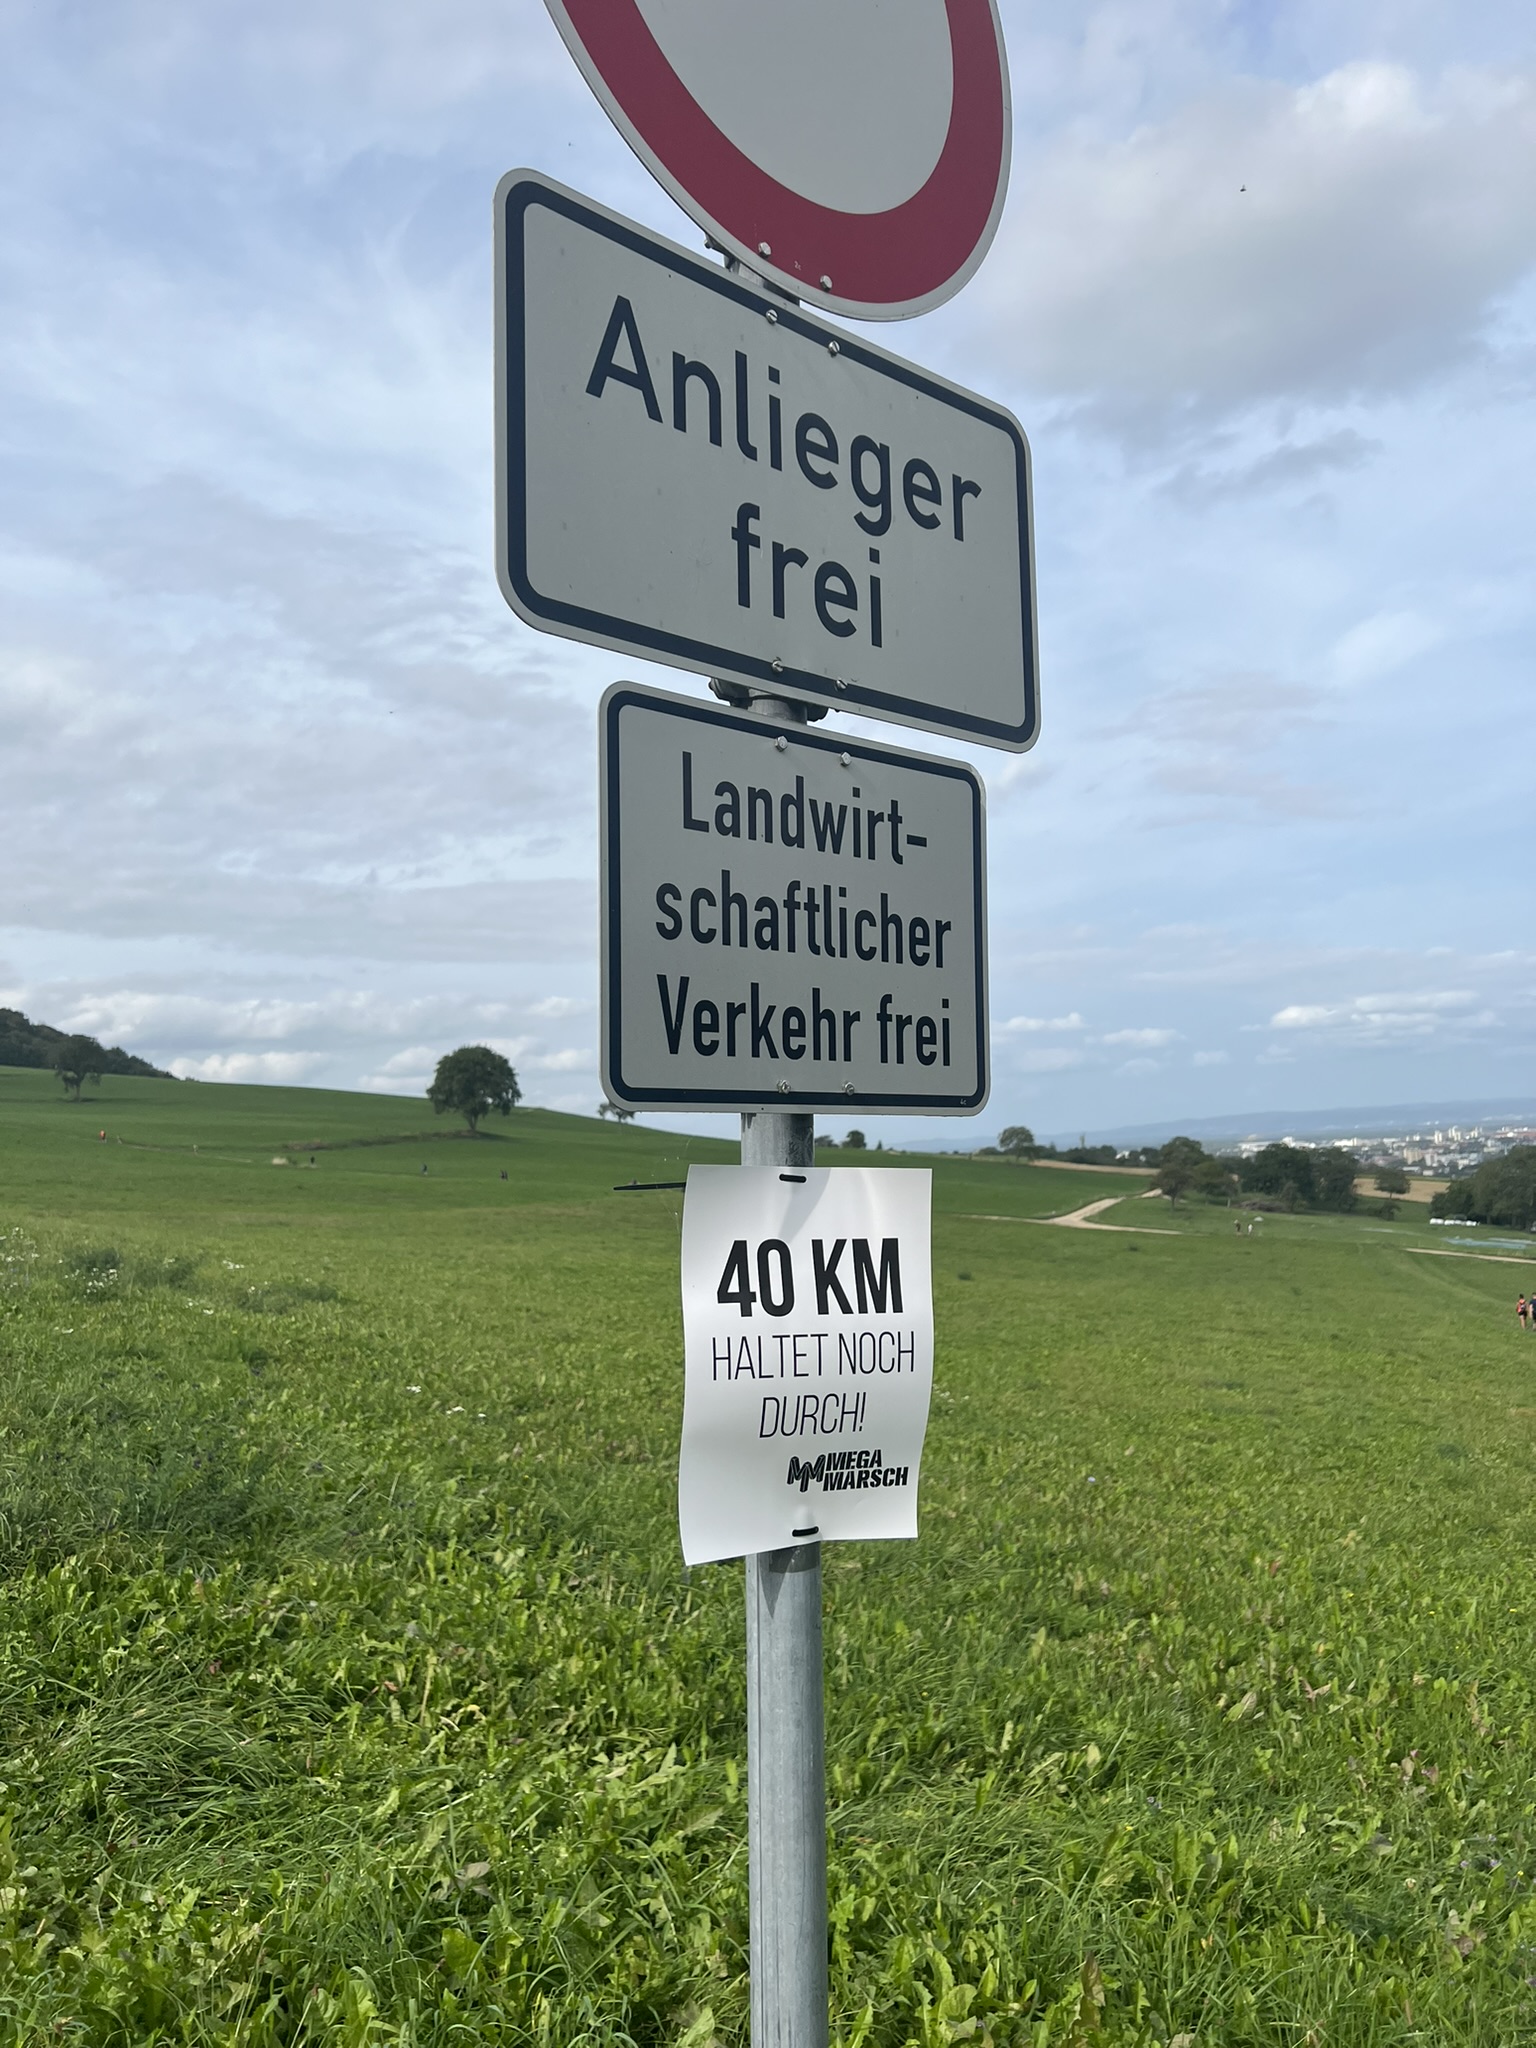 Anlieger
frei
Landwirt-
schaftlicher
Verkehr frei
40 KM
HALTET NOCH
DURCH!
MEGA
MARSCH